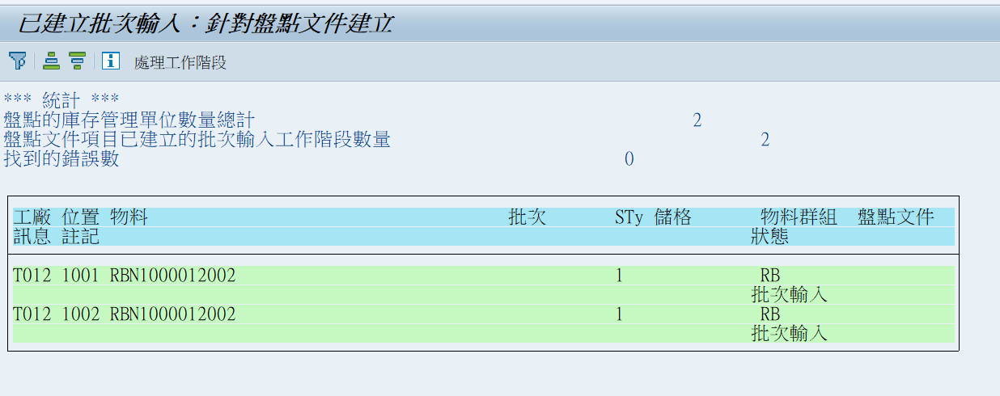 已建立批次輸入：針對盤點文件建立
處理工作階段
*** 統計 ***
盤點的庫存管理單位數量總計 2
盤點文件項目已建立的批次輸入工作階段數量 2
找到的錯誤數 0
工廠 位置 物料 批次 STy 儲格 物料群組 盤點文件
訊息 註記 狀態
T012 1001 RBN1000012002 1 RB
批次輸入
T012 1002 RBN1000012002 1 RB
批次輸入